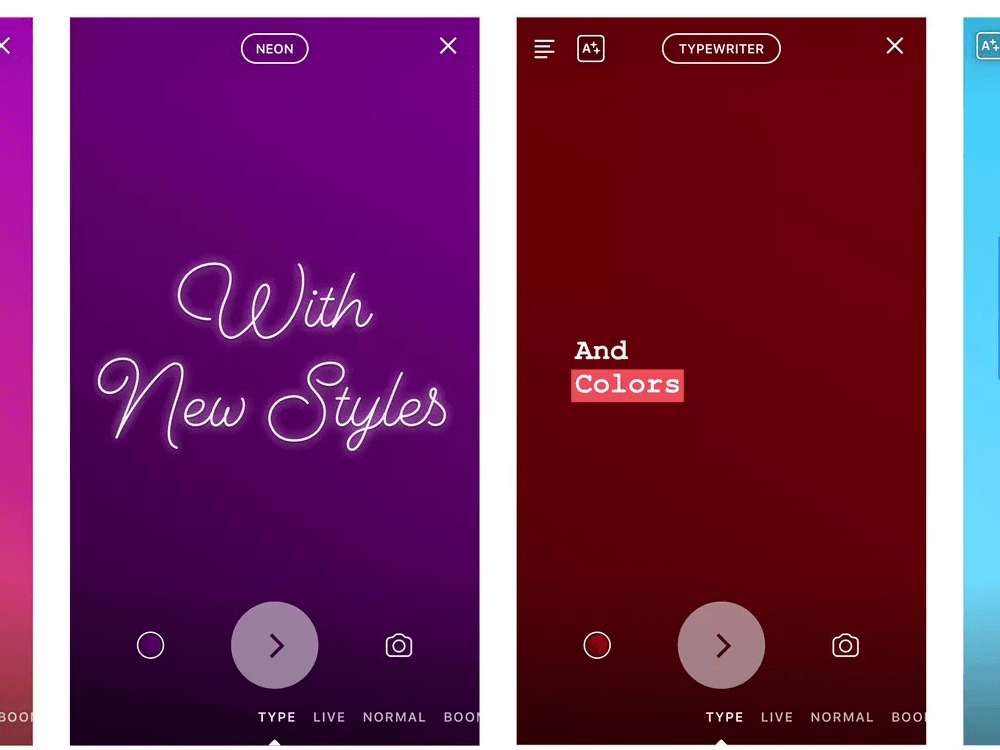 NEON
With
New Styles
TYPE LIVE NORMAL BOO
A+
TYPEWRITER
And
Colors
TYPE LIVE NORMAL BOO
BOO
A+